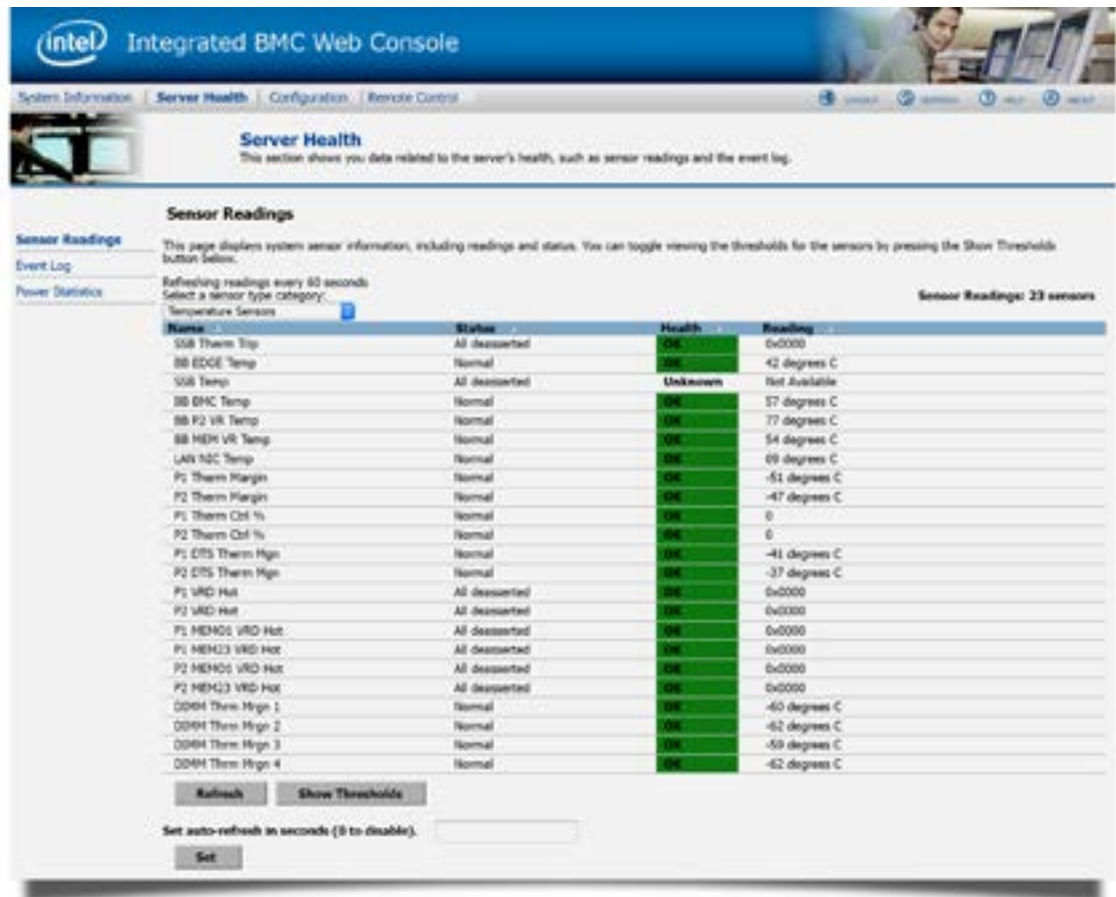 intel Integrated BMC Web Console
System Information Server Health Configuration Remote Control LOGOUT REFRESH HELP ABOUT
Server Health
This section shows you data related to the server's health, such as sensor readings and the event log.
Sensor Readings
Event Log
Power Statistics
Sensor Readings
This page displays system sensor information, including readings and status. You can toggle viewing the thresholds for the sensors by pressing the Show Thresholds
button below.
Refreshing readings every 60 seconds
Select a sensor type category:
Sensor Readings: 23 sensors
Temperature Sensors
Name Status Health Reading
SSB Therm Trip All deasserted OK 0x0000
BB EDGE Temp Normal OK 42 degrees C
SSB Temp All deasserted Unknown Not Available
BB BMC Temp Normal OK 57 degrees C
BB P2 VR Temp Normal OK 77 degrees C
BB MEM VR Temp Normal OK 54 degrees C
LAN NIC Temp Normal OK degrees C
P1 Therm Margin Normal OK -51 degrees C
P2 Therm Margin Normal OK -47 degrees C
P1 Therm Ctrl % Normal OK 0
P2 Therm Ctrl % Normal OK 0
P1 DTS Therm Mgn Normal OK -41 degrees C
P2 DTS Therm Mgn Normal OK -37 degrees C
P1 VRD Hot All deasserted OK 0x0000
P2 VRD Hot All deasserted OK 0x0000
P1 MEM01 VRD Hot All deasserted OK 0x0000
P1 MEM23 VRD Hot All deasserted OK 0x0000
P2 MEM01 VRD Hot All deasserted OK 0x0000
P2 MEM23 VRD Hot All deasserted OK 0x0000
DIMM Thrm Mrgn 1 Normal OK -60 degrees C
DIMM Thrm Mrgn 2 Normal OK -62 degrees C
DIMM Thrm Mrgn 3 Normal OK -59 degrees C
DIMM Thrm Mrgn 4 Normal OK -62 degrees C
Refresh Show Thresholds
Set auto-refresh in seconds (0 to disable).
Set